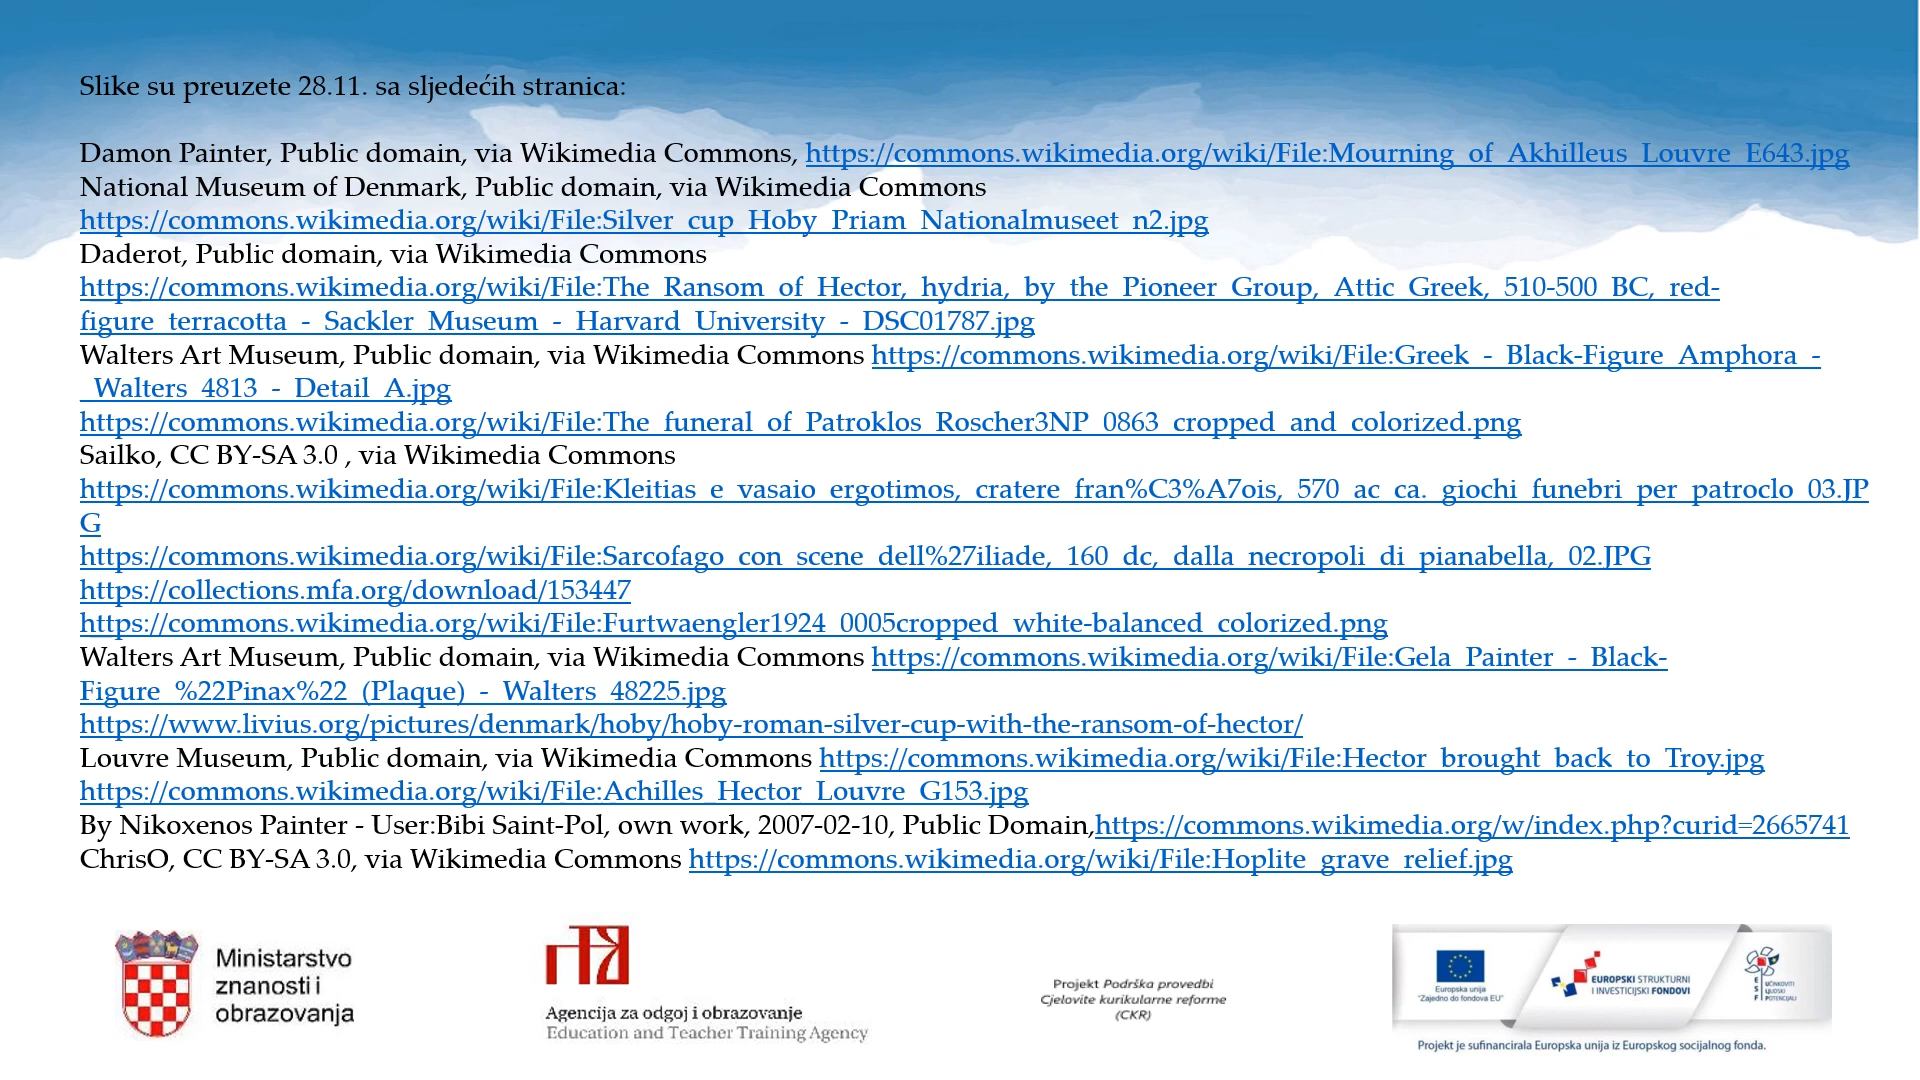 Slike su preuzete 28.11. sa sljedećih stranica:
Damon Painter, Public domain, via Wikimedia Commons, https://commons.wikimedia.org/wiki/File:Mourning_of_Akhilleus_Louvre_E643.jpg
National Museum of Denmark, Public domain, via Wikimedia Commons
https://commons.wikimedia.org/wiki/File:Silver_cup_Hoby_Priam_Nationalmuseet_n2.jpg
Daderot, Public domain, via Wikimedia Commons
https://commons.wikimedia.org/wiki/File:The_Ransom_of_Hector,_hydria,_by_the_Pioneer_Group,_Attic_Greek,_510-500_BC,_red-
figure_terracotta_-_Sackler_Museum_-_Harvard_University_-_DSC01787.jpg
Walters Art Museum, Public domain, via Wikimedia Commons https://commons.wikimedia.org/wiki/File:Greek_-_Black-Figure_Amphora_-
_Walters_4813_-_Detail_A.jpg
https://commons.wikimedia.org/wiki/File:The_funeral_of_Patroklos_Roscher3NP_0863_cropped_and_colorized.png
Sailko, CC BY-SA 3.0 , via Wikimedia Commons
https://commons.wikimedia.org/wiki/File:Kleitias_e_vasaio_ergotimos,_cratere_fran%C3%A7ois,_570_ac_ca._giochi_funebri_per_patroclo_03.JP
G
https://commons.wikimedia.org/wiki/File:Sarcofago_con_scene_dell%27iliade,_160_dc,_dalla_necropoli_di_pianabella,_02.JPG
https://collections.mfa.org/download/153447
https://commons.wikimedia.org/wiki/File:Furtwaengler1924_0005cropped_white-balanced_colorized.png
Walters Art Museum, Public domain, via Wikimedia Commons https://commons.wikimedia.org/wiki/File:Gela_Painter_-_Black-
Figure_%22Pinax%22_(Plaque)_-_Walters_48225.jpg
https://www.livius.org/pictures/denmark/hoby/hoby-roman-silver-cup-with-the-ransom-of-hector/
Louvre Museum, Public domain, via Wikimedia Commons https://commons.wikimedia.org/wiki/File:Hector_brought_back_to_Troy.jpg
https://commons.wikimedia.org/wiki/File:Achilles_Hector_Louvre_G153.jpg
By Nikoxenos Painter - User:Bibi Saint-Pol, own work, 2007-02-10, Public Domain,https://commons.wikimedia.org/w/index.php?curid=2665741
ChrisO, CC BY-SA 3.0, via Wikimedia Commons https://commons.wikimedia.org/wiki/File:Hoplite_grave_relief.jpg
Ministarstvo
znanosti i
obrazovanja
Agencija za odgoj i obrazovanje
Education and Teacher Training Agency
Projekt Podrška provedbi
Cjelovite kurikularne reforme
(CKR)
Europska unija
"Zajedno do fondova EU"
EUROPSKI STRUKTURNI
I INVESTICIJSKI FONDOVI
ESF
UČINKOVITI
LJUDSKI
POTENCIJALI
Projekt je sufinancirala Europska unija iz Europskog socijalnog fonda.